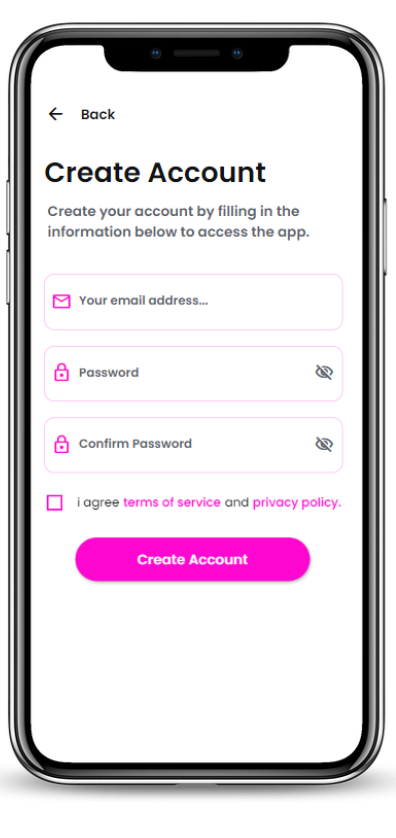 Back
Create Account
Create your account by filling in the
information below to access the app.
Your email address...
Password
Confirm Password
i agree terms of service and privacy policy.
Create Account